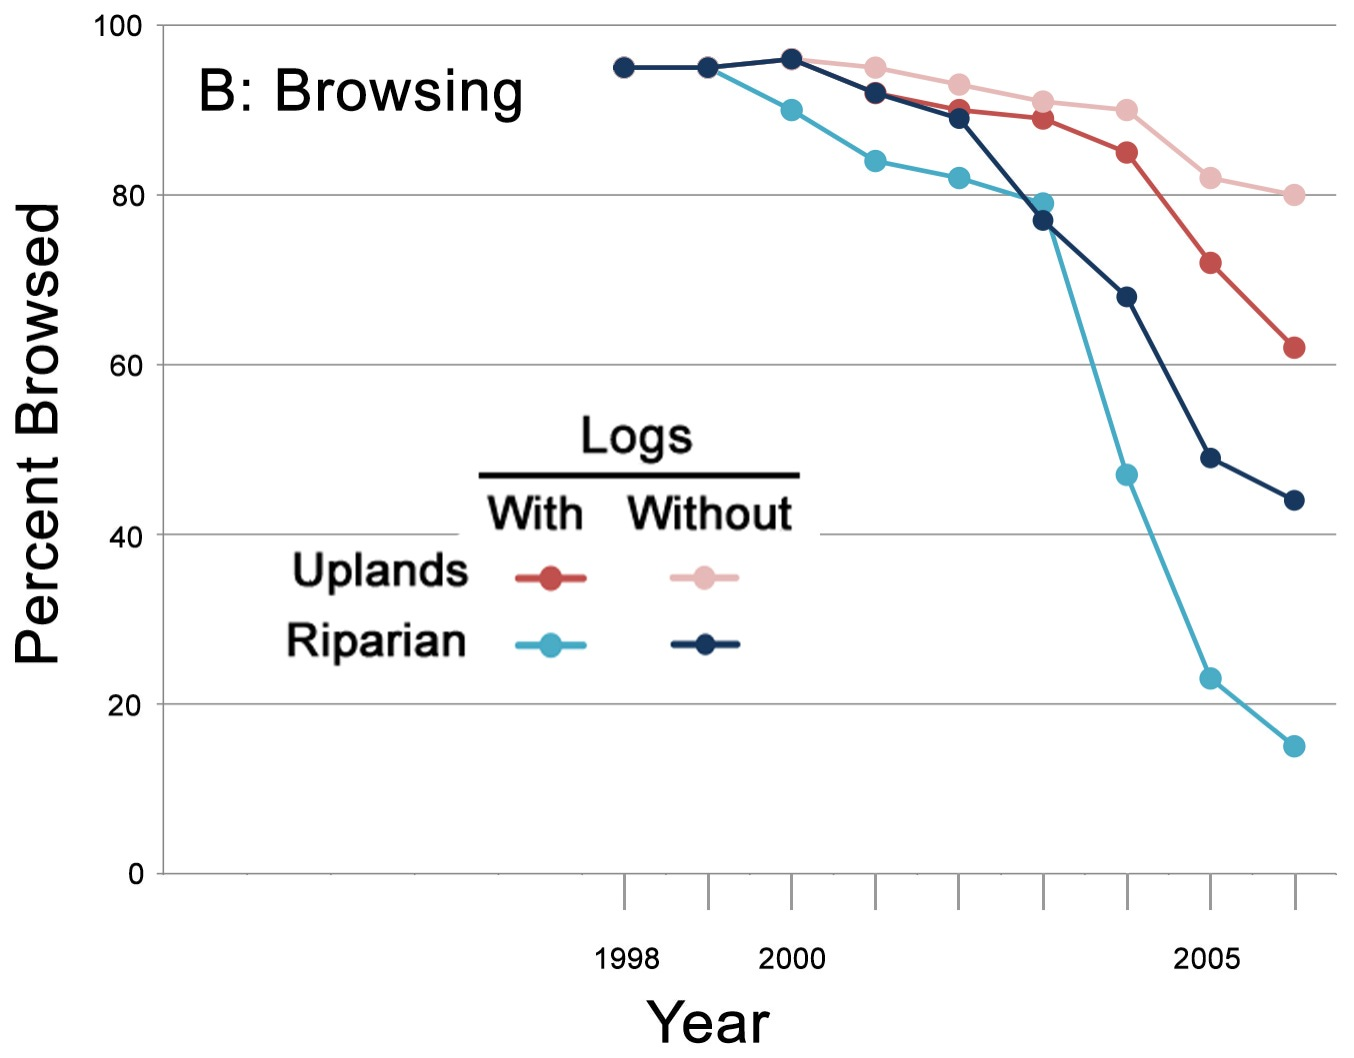 100
B: Browsing
80
60
40
20
0
Percent Browsed
Logs
With Without
Uplands
Riparian
1998 2000 2005
Year